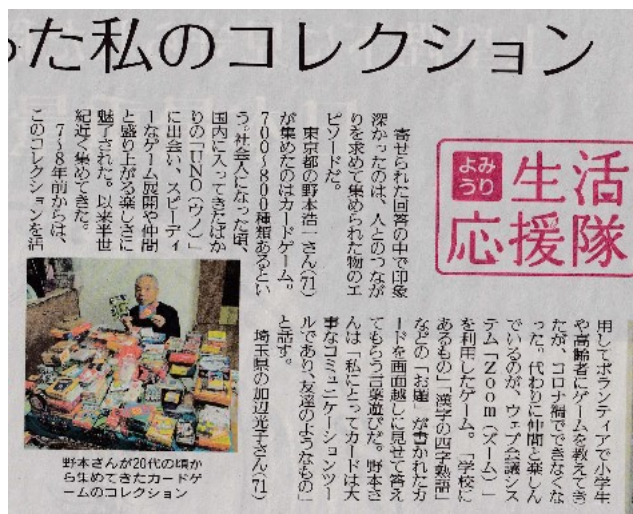 った私のコレクション
よみうり
生活
応援隊
寄せられた回答の中で印象
深かったのは、人とのつなが
りを求めて集められた物のエ
ピソードだ。
東京都の野本浩一さん(71)
が集めたのはカードゲーム。
700〜800種類あるとい
う。社会人になった頃、
国内に入ってきたばか
りの「UNO(ウノ)」
に出会い、スピーディ
ーなゲーム展開や仲間
と盛り上がる楽しさに
魅了された。以来半世
紀近く集めてきた。
7〜8年前からは、
このコレクションを活
用してボランティアで小学生
や高齢者にゲームを教えてき
たが、コロナ禍でできなくな
った。代わりに仲間と楽しん
でいるのが、ウェブ会議シス
テム「Zoom(ズーム)」
を利用したゲーム。「学校に
あるもの」「漢字の四字熟語」
などの「お題」が書かれたカ
ードを画面越しに見せて答え
てもらう言葉遊びだ。野本さ
んは「私にとってカードは大
事なコミュニケーションツー
ルであり、友達のようなもの」
と話す。
埼玉県の加辺光子さん(71)
野本さんが20代の頃か
ら集めてきたカードゲ
ームのコレクション